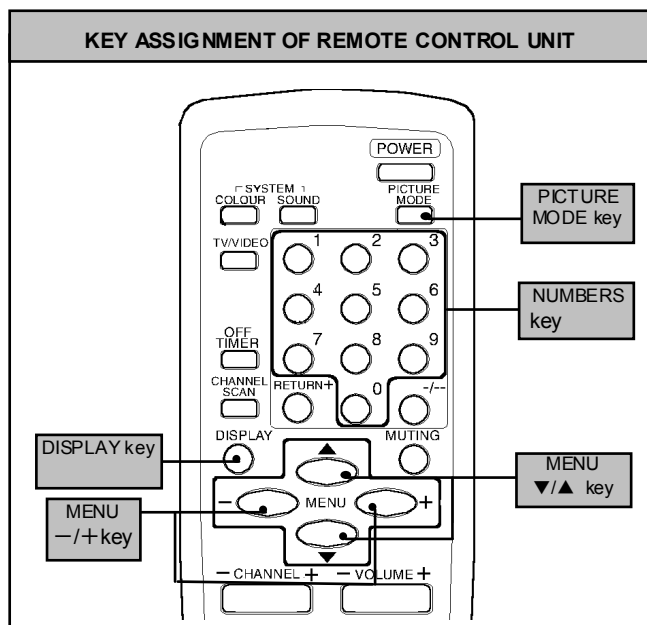 KEY ASSIGNMENT OF REMOTE CONTROL UNIT
POWER
SYSTEM
COLOUR SOUND
PICTURE
MODE
PICTURE
MODE key
TV/VIDEO
1 2 3
4 5 6
NUMBERS
key
OFF
TIMER
7 8 9
CHANNEL
SCAN
RETURN+
0
-/--
DISPLAY
MUTING
DISPLAY key
▲
MENU
▼/▲ key
MENU
－/＋key
－ MENU ＋
▼
－ CHANNEL ＋ － VOLUME ＋